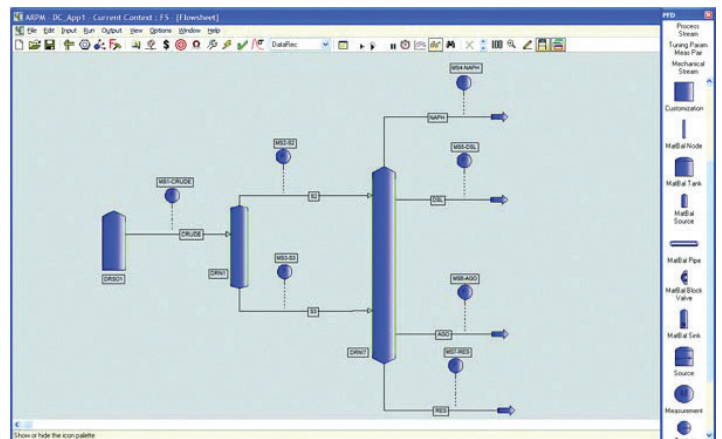 ARPM - DC_App1 - Current Context : FS - [Flowsheet]
File Edit Input Run Output View Options Window Help
DataRec
100
MS4-NAPH
NAPH
MS2-S2
MS5-DSL
MS1-CRUDE
S2
DSL
CRUDE
DRSO1
DRN1
MS3-S3
MS6-AGO
S3
AGO
DRN7
MS7-RES
RES
Show or hide the icon palette
PFD
Process
Stream
Tuning Param
Meas Pair
Mechanical
Stream
Customization
MatBal Node
MatBal Tank
MatBal
Source
MatBal Pipe
MatBal Block
Valve
MatBal Sink
Source
M
Measurement